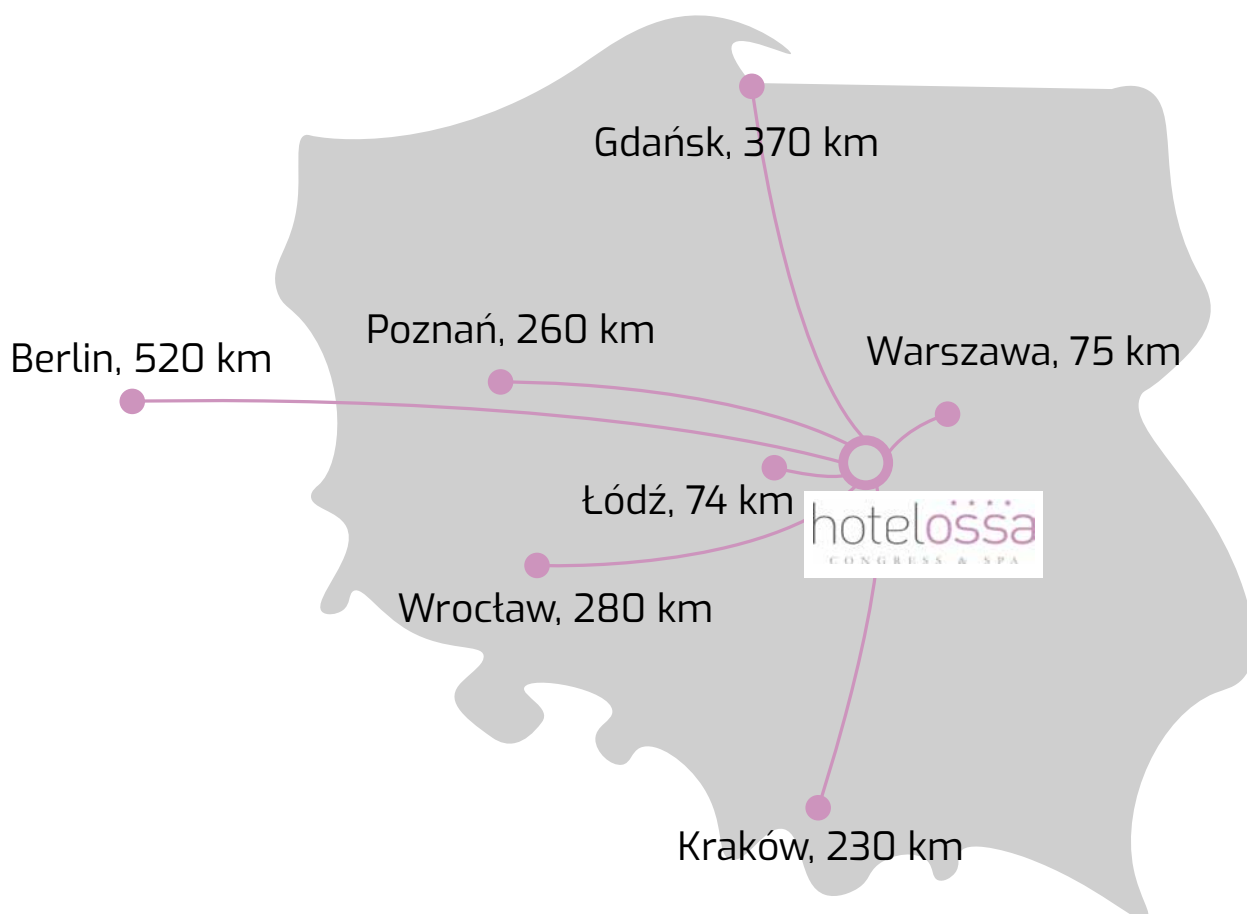 Gdańsk, 370 km
Poznań, 260 km
Warszawa, 75 km
Berlin, 520 km
Łódź, 74 km
hotelossa
CONGRESS & SPA
Wrocław, 280 km
Kraków, 230 km